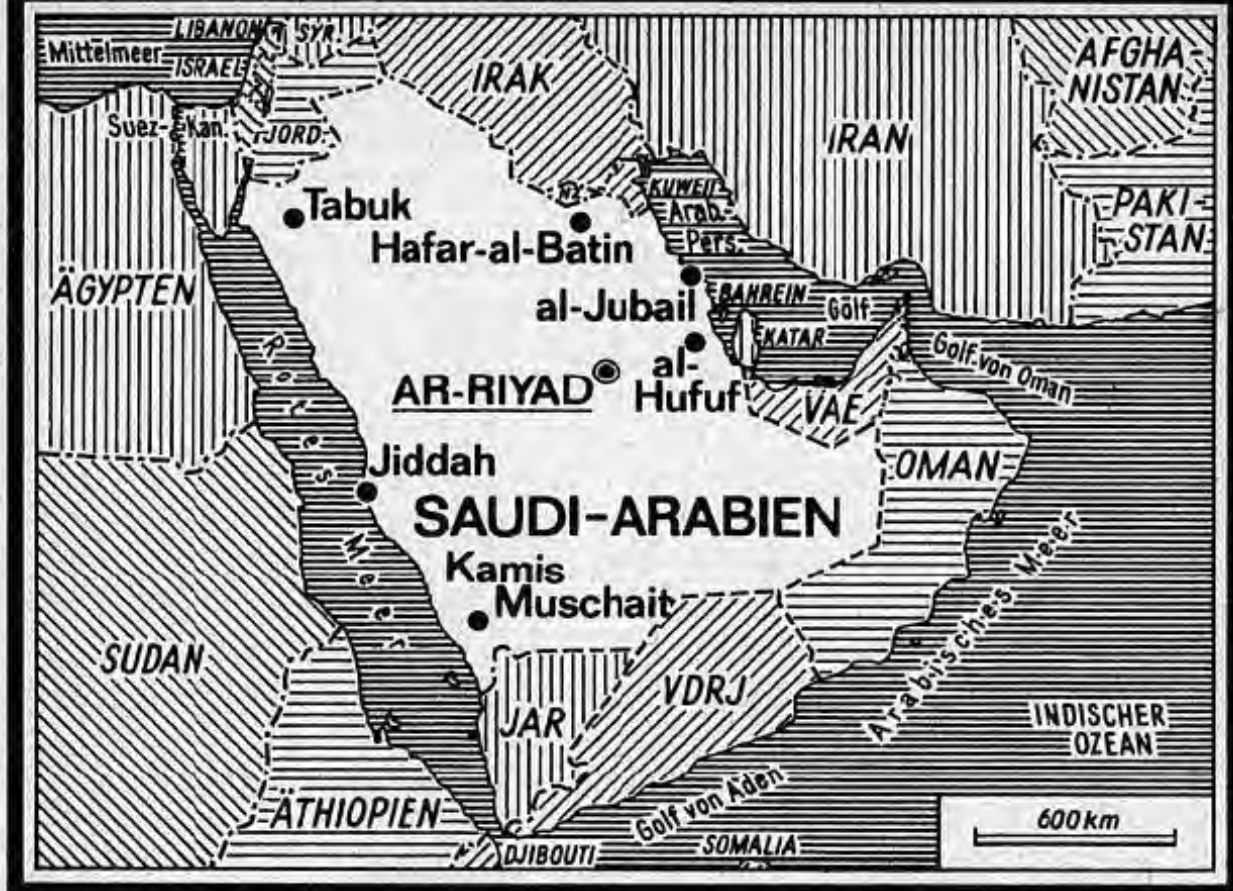 LIBANON
SYR.
Mittelmeer
ISRAEL
IRAK
AFGHA-
NISTAN
Suez-Kan.
JORD.
IRAN
KUWEIT
Tabuk
Arab.-
PAKI-
STAN
Hafar-al-Batin
Pers.
ÄGYPTEN
BAHREIN
al-Jubail
Golf
KATAR
Golf von Oman
al-
Hufuf
AR-RIYAD
VAE
Rotes Meer
Jiddah
OMAN
SAUDI-ARABIEN
Kamis
Muschait
Arabisches Meer
SUDAN
VDRJ
JAR
INDISCHER
OZEAN
ÄTHIOPIEN
Golf von Aden
600 km
DJIBOUTI
SOMALIA